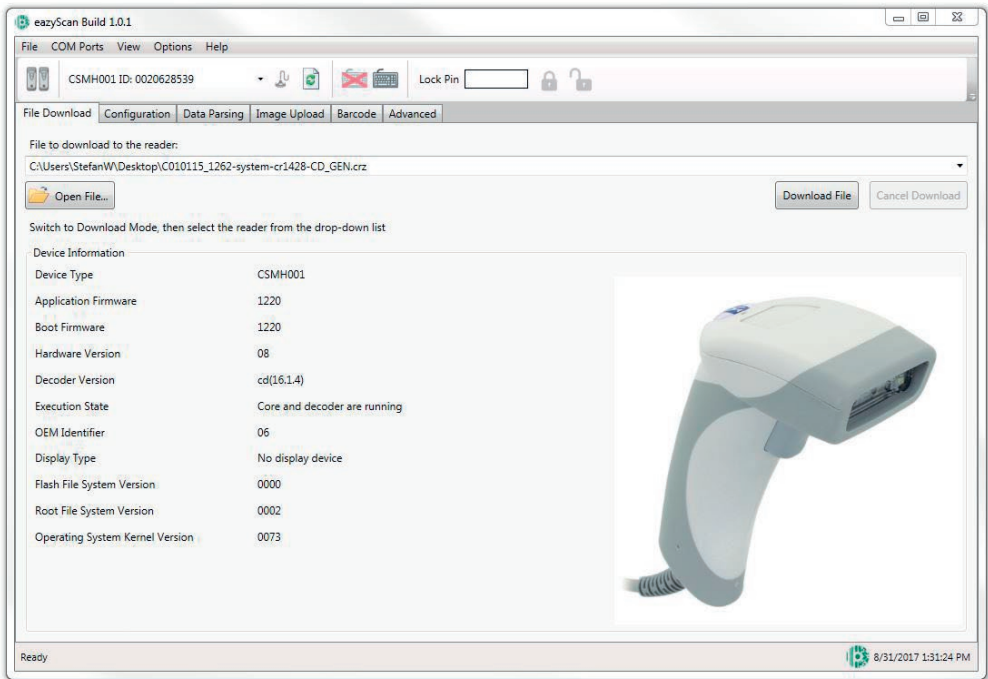 eazyScan Build 1.0.1
File COM Ports View Options Help
CSMH001 ID: 0020628539 Lock Pin
File Download Configuration Data Parsing Image Upload Barcode Advanced
File to download to the reader:
C:\Users\StefanW\Desktop\C010115_1262-system-cr1428-CD_GEN.crz
Open File... Download File Cancel Download
Switch to Download Mode, then select the reader from the drop-down list
Device Information
Device Type CSMH001
Application Firmware 1220
Boot Firmware 1220
Hardware Version 08
Decoder Version cd(16.1.4)
Execution State Core and decoder are running
OEM Identifier 06
Display Type No display device
Flash File System Version 0000
Root File System Version 0002
Operating System Kernel Version 0073
Ready 8/31/2017 1:31:24 PM